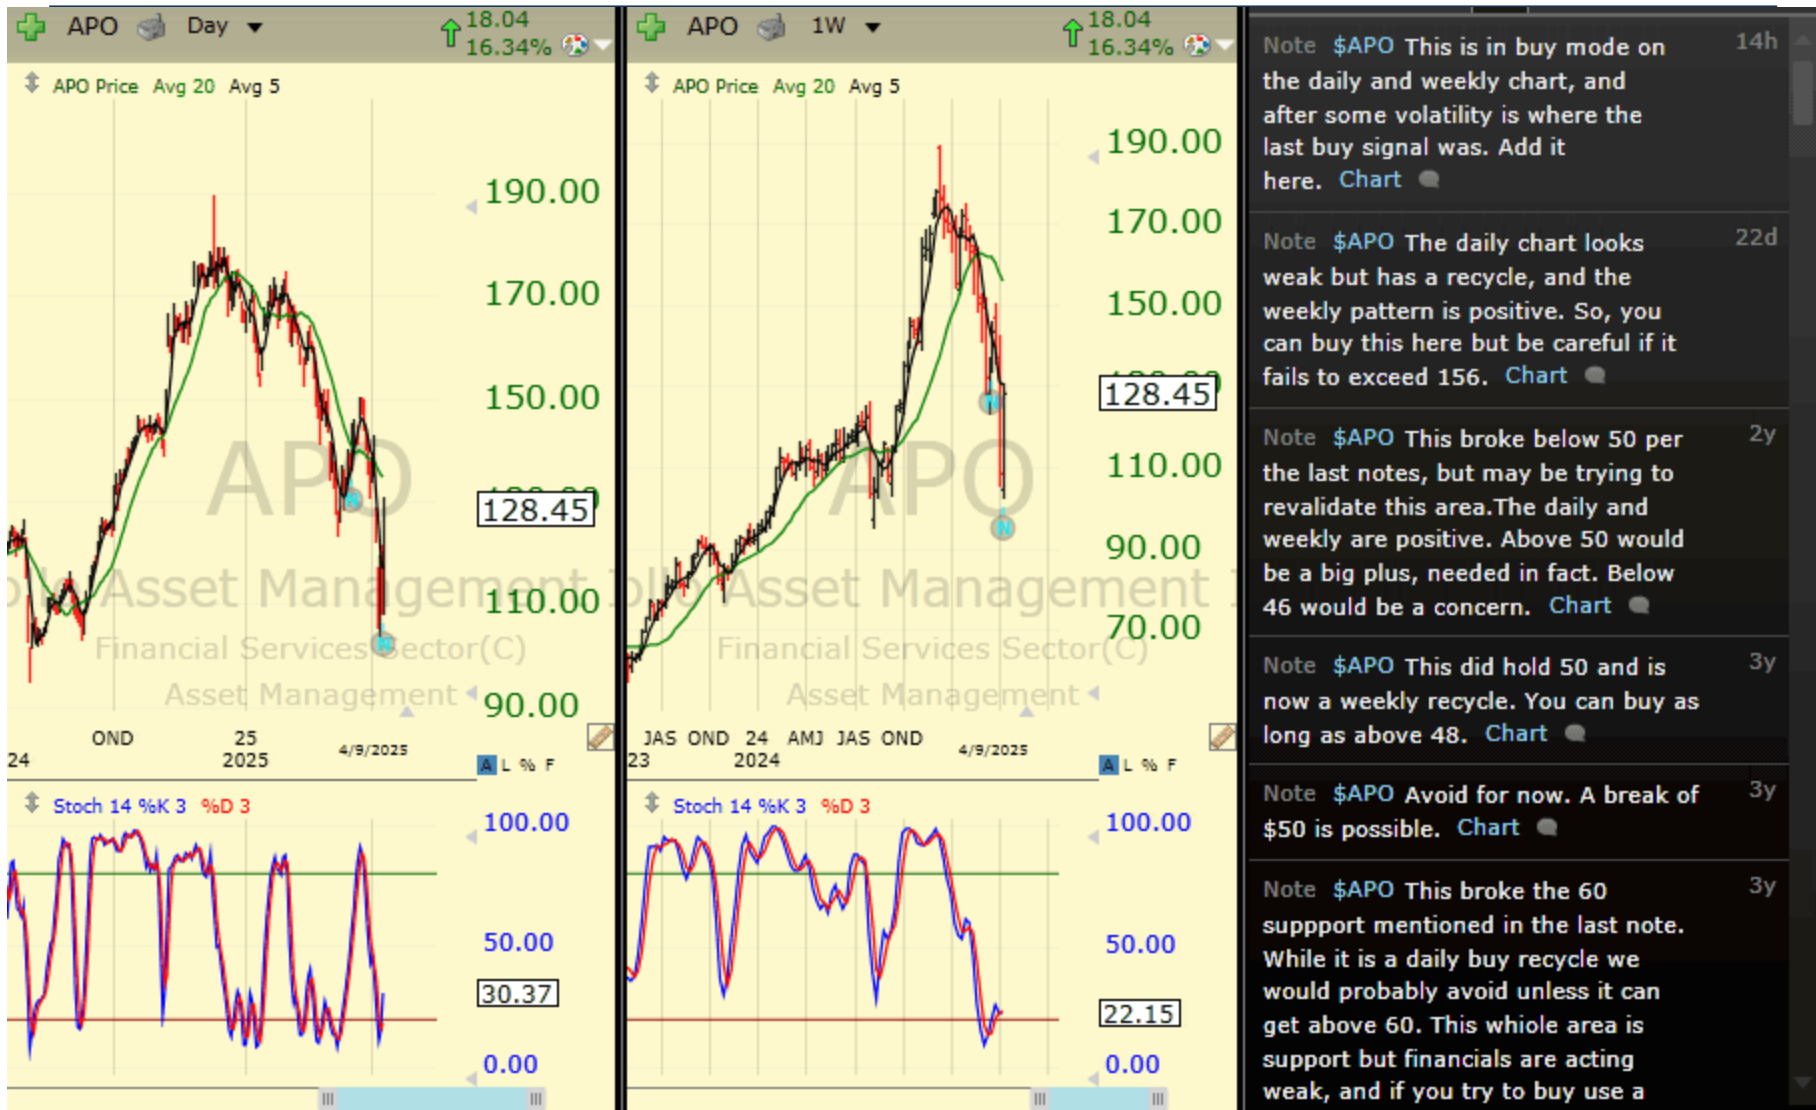 APO Day 18.04
16.34%
APO Price Avg 20 Avg 5
190.00
170.00
150.00
128.45
110.00
90.00
APO
Asset Management
Financial Services Sector(C)
Asset Management
OND 25 4/9/2025
24 2025
A L % F
Stoch 14 %K 3 %D 3
100.00
50.00
30.37
0.00
APO 1W 18.04
16.34%
APO Price Avg 20 Avg 5
190.00
170.00
150.00
128.45
110.00
90.00
70.00
APO
Asset Management
Financial Services Sector(C)
Asset Management
JAS OND 24 AMJ JAS OND 4/9/2025
23 2024
A L % F
Stoch 14 %K 3 %D 3
100.00
50.00
22.15
0.00
N
N
N
N
Note $APO This is in buy mode on 14h
the daily and weekly chart, and
after some volatility is where the
last buy signal was. Add it
here. Chart
Note $APO The daily chart looks 22d
weak but has a recycle, and the
weekly pattern is positive. So, you
can buy this here but be careful if it
fails to exceed 156. Chart
Note $APO This broke below 50 per 2y
the last notes, but may be trying to
revalidate this area.The daily and
weekly are positive. Above 50 would
be a big plus, needed in fact. Below
46 would be a concern. Chart
Note $APO This did hold 50 and is 3y
now a weekly recycle. You can buy as
long as above 48. Chart
Note $APO Avoid for now. A break of 3y
$50 is possible. Chart
Note $APO This broke the 60 3y
suppport mentioned in the last note.
While it is a daily buy recycle we
would probably avoid unless it can
get above 60. This whiole area is
support but financials are acting
weak, and if you try to buy use a